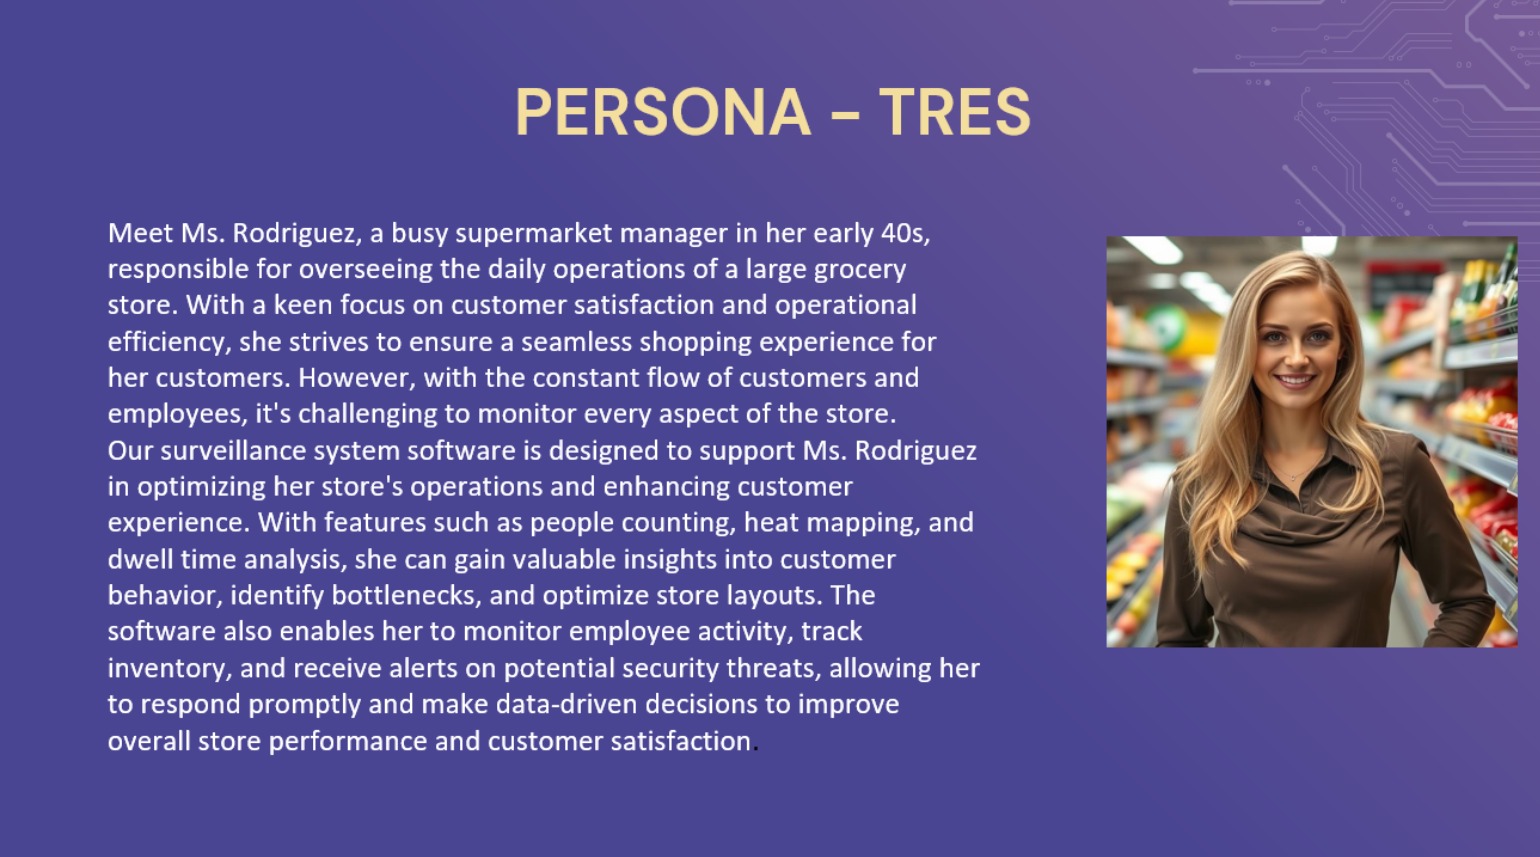 PERSONA – TRES
Meet Ms. Rodriguez, a busy supermarket manager in her early 40s,
responsible for overseeing the daily operations of a large grocery
store. With a keen focus on customer satisfaction and operational
efficiency, she strives to ensure a seamless shopping experience for
her customers. However, with the constant flow of customers and
employees, it's challenging to monitor every aspect of the store.
Our surveillance system software is designed to support Ms. Rodriguez
in optimizing her store's operations and enhancing customer
experience. With features such as people counting, heat mapping, and
dwell time analysis, she can gain valuable insights into customer
behavior, identify bottlenecks, and optimize store layouts. The
software also enables her to monitor employee activity, track
inventory, and receive alerts on potential security threats, allowing her
to respond promptly and make data-driven decisions to improve
overall store performance and customer satisfaction.